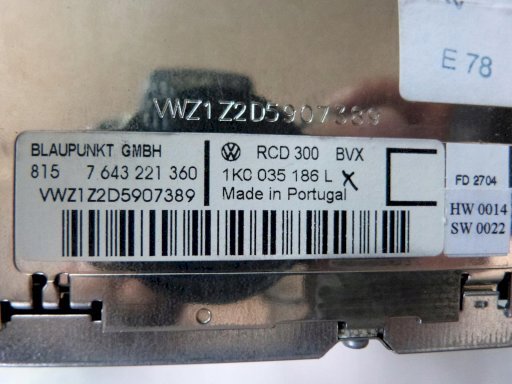 E 78
VWZ1Z2D5907389
BLAUPUNKT GMBH
815 7 643 221 360
VWZ1Z2D5907389
RCD 300 BVX
1KC 035 186 L X
Made in Portugal
FD 2704
HW 0014
SW 0022